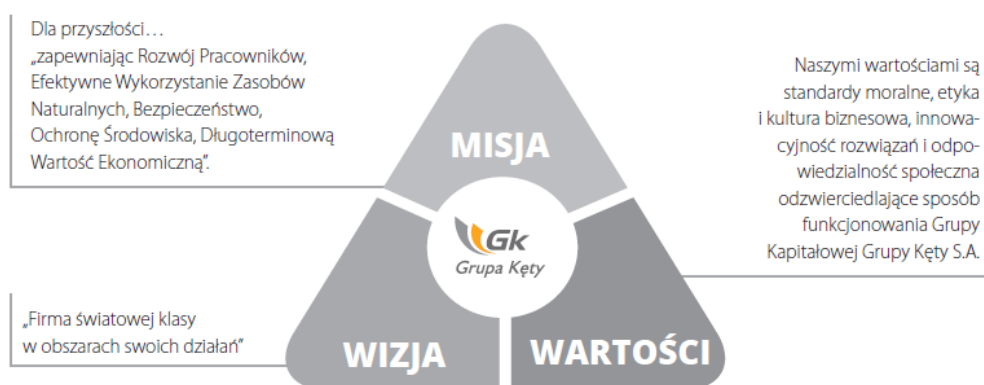 Dla przyszłości…
„zapewniając Rozwój Pracowników,
Efektywne Wykorzystanie Zasobów
Naturalnych, Bezpieczeństwo,
Ochronę Środowiska, Długoterminową
Wartość Ekonomiczną”.
MISJA
Naszymi wartościami są
standardy moralne, etyka
i kultura biznesowa, innowa-
cyjność rozwiązań i odpo-
wiedzialność społeczna
odzwierciedlające sposób
funkcjonowania Grupy
Kapitałowej Grupy Kęty S.A.
Gk
Grupa Kęty
„Firma światowej klasy
w obszarach swoich działań”
WIZJA
WARTOŚCI